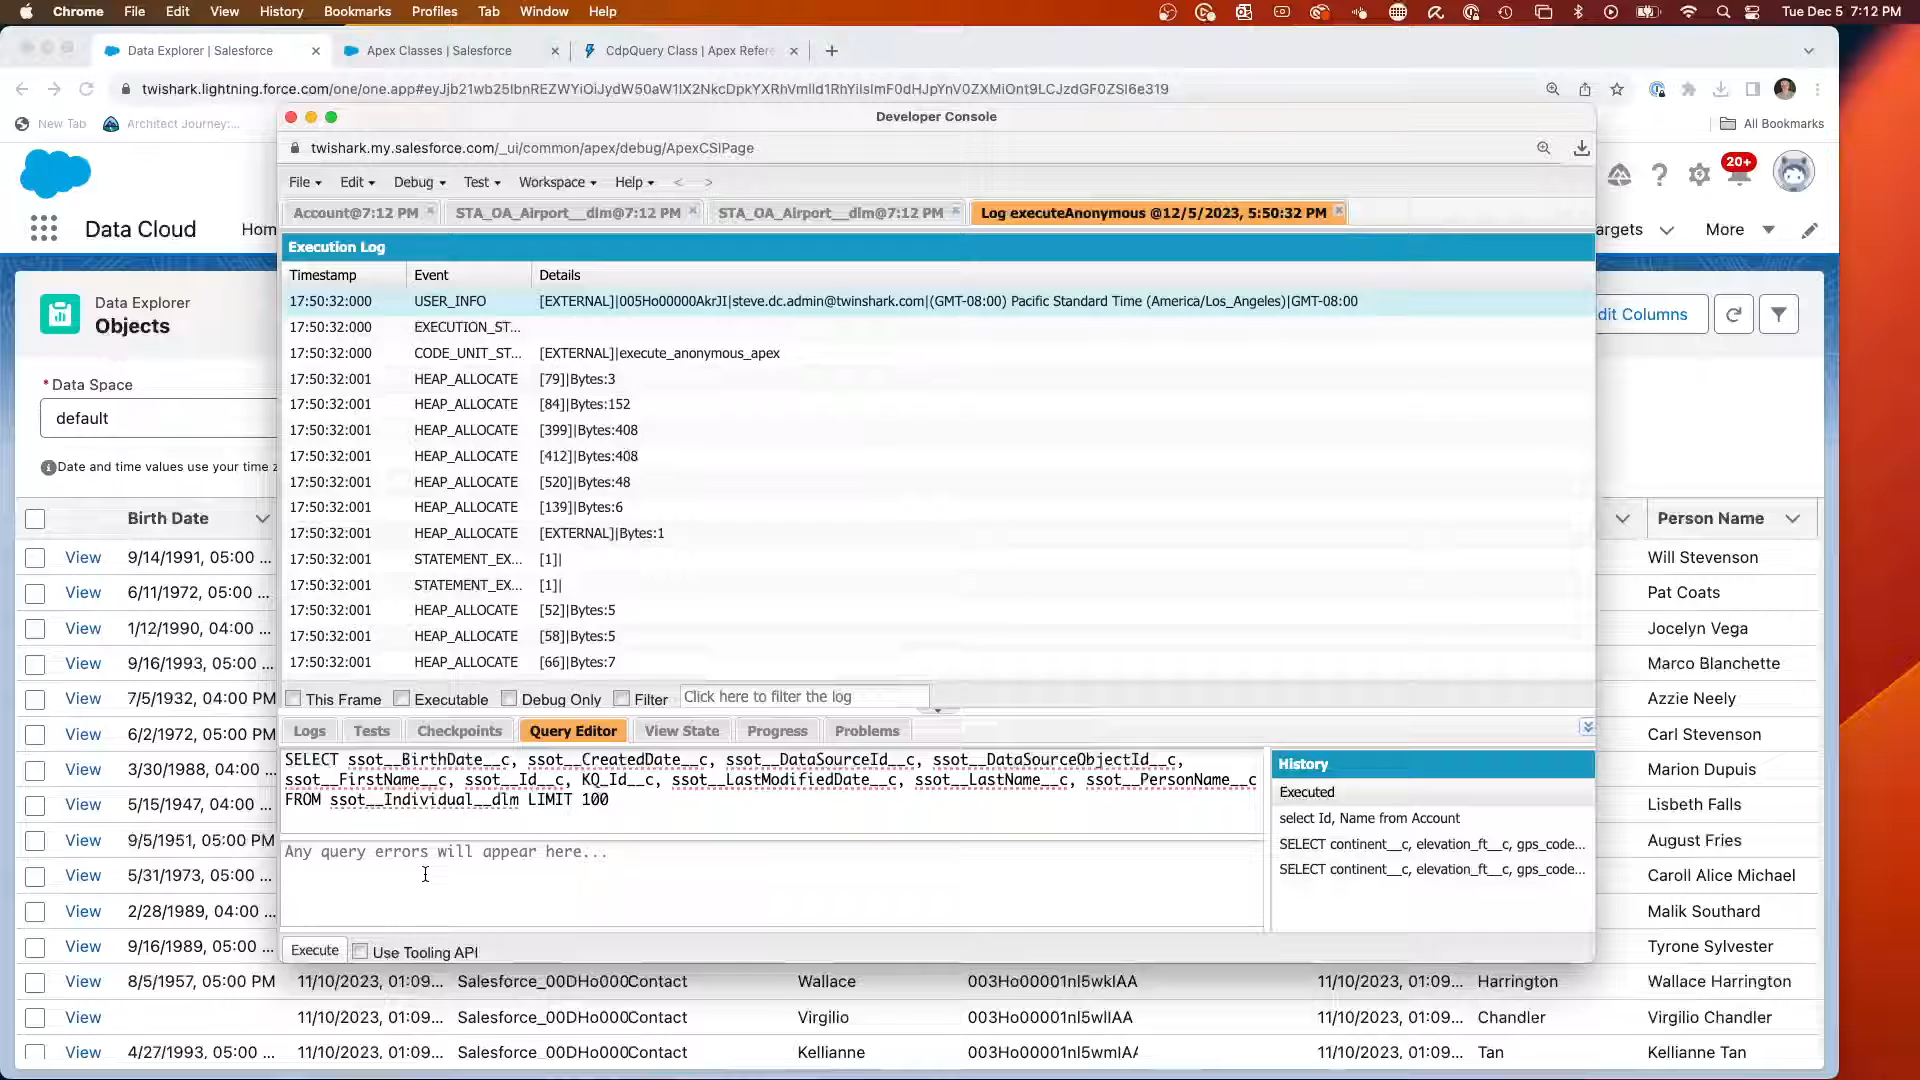 Chrome File Edit View History Bookmarks Profiles Tab Window Help Tue Dec 5 7:12 PM
Data Explorer | Salesforce Apex Classes | Salesforce CdpQuery Class | Apex Refere
twishark.lightning.force.com/one/one.app#eyJjb21wb25lbnREZWYiOiJydW50aW1lX2NkcDpkYXRhVmlld1RhYiIsImF0dHJpYnV0ZXMiOnt9LCJzdGF0ZSI6e319
New Tab Architect Journey:... All Bookmarks
Developer Console
twishark.my.salesforce.com/_ui/common/apex/debug/ApexCSIPage
20+
File Edit Debug Test Workspace Help < >
Account@7:12 PM STA_OA_Airport__dlm@7:12 PM STA_OA_Airport__dlm@7:12 PM Log executeAnonymous @12/5/2023, 5:50:32 PM
Data Cloud Hom argets More
Execution Log
Timestamp Event Details
17:50:32:000 USER_INFO [EXTERNAL]|005Ho00000AkrJI|steve.dc.admin@twinshark.com|(GMT-08:00) Pacific Standard Time (America/Los_Angeles)|GMT-08:00
17:50:32:000 EXECUTION_ST...
17:50:32:000 CODE_UNIT_ST... [EXTERNAL]|execute_anonymous_apex
17:50:32:001 HEAP_ALLOCATE [79]|Bytes:3
17:50:32:001 HEAP_ALLOCATE [84]|Bytes:152
17:50:32:001 HEAP_ALLOCATE [399]|Bytes:408
17:50:32:001 HEAP_ALLOCATE [412]|Bytes:408
17:50:32:001 HEAP_ALLOCATE [520]|Bytes:48
17:50:32:001 HEAP_ALLOCATE [139]|Bytes:6
17:50:32:001 HEAP_ALLOCATE [EXTERNAL]|Bytes:1
17:50:32:001 STATEMENT_EX... [1]|
17:50:32:001 STATEMENT_EX... [1]|
17:50:32:001 HEAP_ALLOCATE [52]|Bytes:5
17:50:32:001 HEAP_ALLOCATE [58]|Bytes:5
17:50:32:001 HEAP_ALLOCATE [66]|Bytes:7
This Frame Executable Debug Only Filter Click here to filter the log
Logs Tests Checkpoints Query Editor View State Progress Problems
SELECT ssot__BirthDate__c, ssot__CreatedDate__c, ssot__DataSourceId__c, ssot__DataSourceObjectId__c,
ssot__FirstName__c, ssot__Id__c, KQ_Id__c, ssot__LastModifiedDate__c, ssot__LastName__c, ssot__PersonName__c
FROM ssot__Individual__dlm LIMIT 100
Any query errors will appear here...
History
Executed
select Id, Name from Account
SELECT continent__c, elevation_ft__c, gps_code...
SELECT continent__c, elevation_ft__c, gps_code...
Execute Use Tooling API
Data Explorer
Objects
dit Columns
* Data Space
default
Date and time values use your time z
Birth Date Person Name
View 9/14/1991, 05:00 ... Will Stevenson
View 6/11/1972, 05:00 ... Pat Coats
View 1/12/1990, 04:00 ... Jocelyn Vega
View 9/16/1993, 05:00 ... Marco Blanchette
View 7/5/1932, 04:00 PM Azzie Neely
View 6/2/1972, 05:00 PM Carl Stevenson
View 3/30/1988, 04:00 ... Marion Dupuis
View 5/15/1947, 04:00 ... Lisbeth Falls
View 9/5/1951, 05:00 PM August Fries
View 5/31/1973, 05:00 ... Caroll Alice Michael
View 2/28/1989, 04:00 ... Malik Southard
View 9/16/1989, 05:00 ... Tyrone Sylvester
View 8/5/1957, 05:00 PM 11/10/2023, 01:09... Salesforce_00DHo000Contact Wallace 003Ho00001nl5wkIAA 11/10/2023, 01:09... Harrington Wallace Harrington
View 11/10/2023, 01:09... Salesforce_00DHo000Contact Virgilio 003Ho00001nl5wlIAA 11/10/2023, 01:09... Chandler Virgilio Chandler
View 4/27/1993, 05:00 ... 11/10/2023, 01:09... Salesforce_00DHo000Contact Kellianne 003Ho00001nl5wmIAA 11/10/2023, 01:09... Tan Kellianne Tan